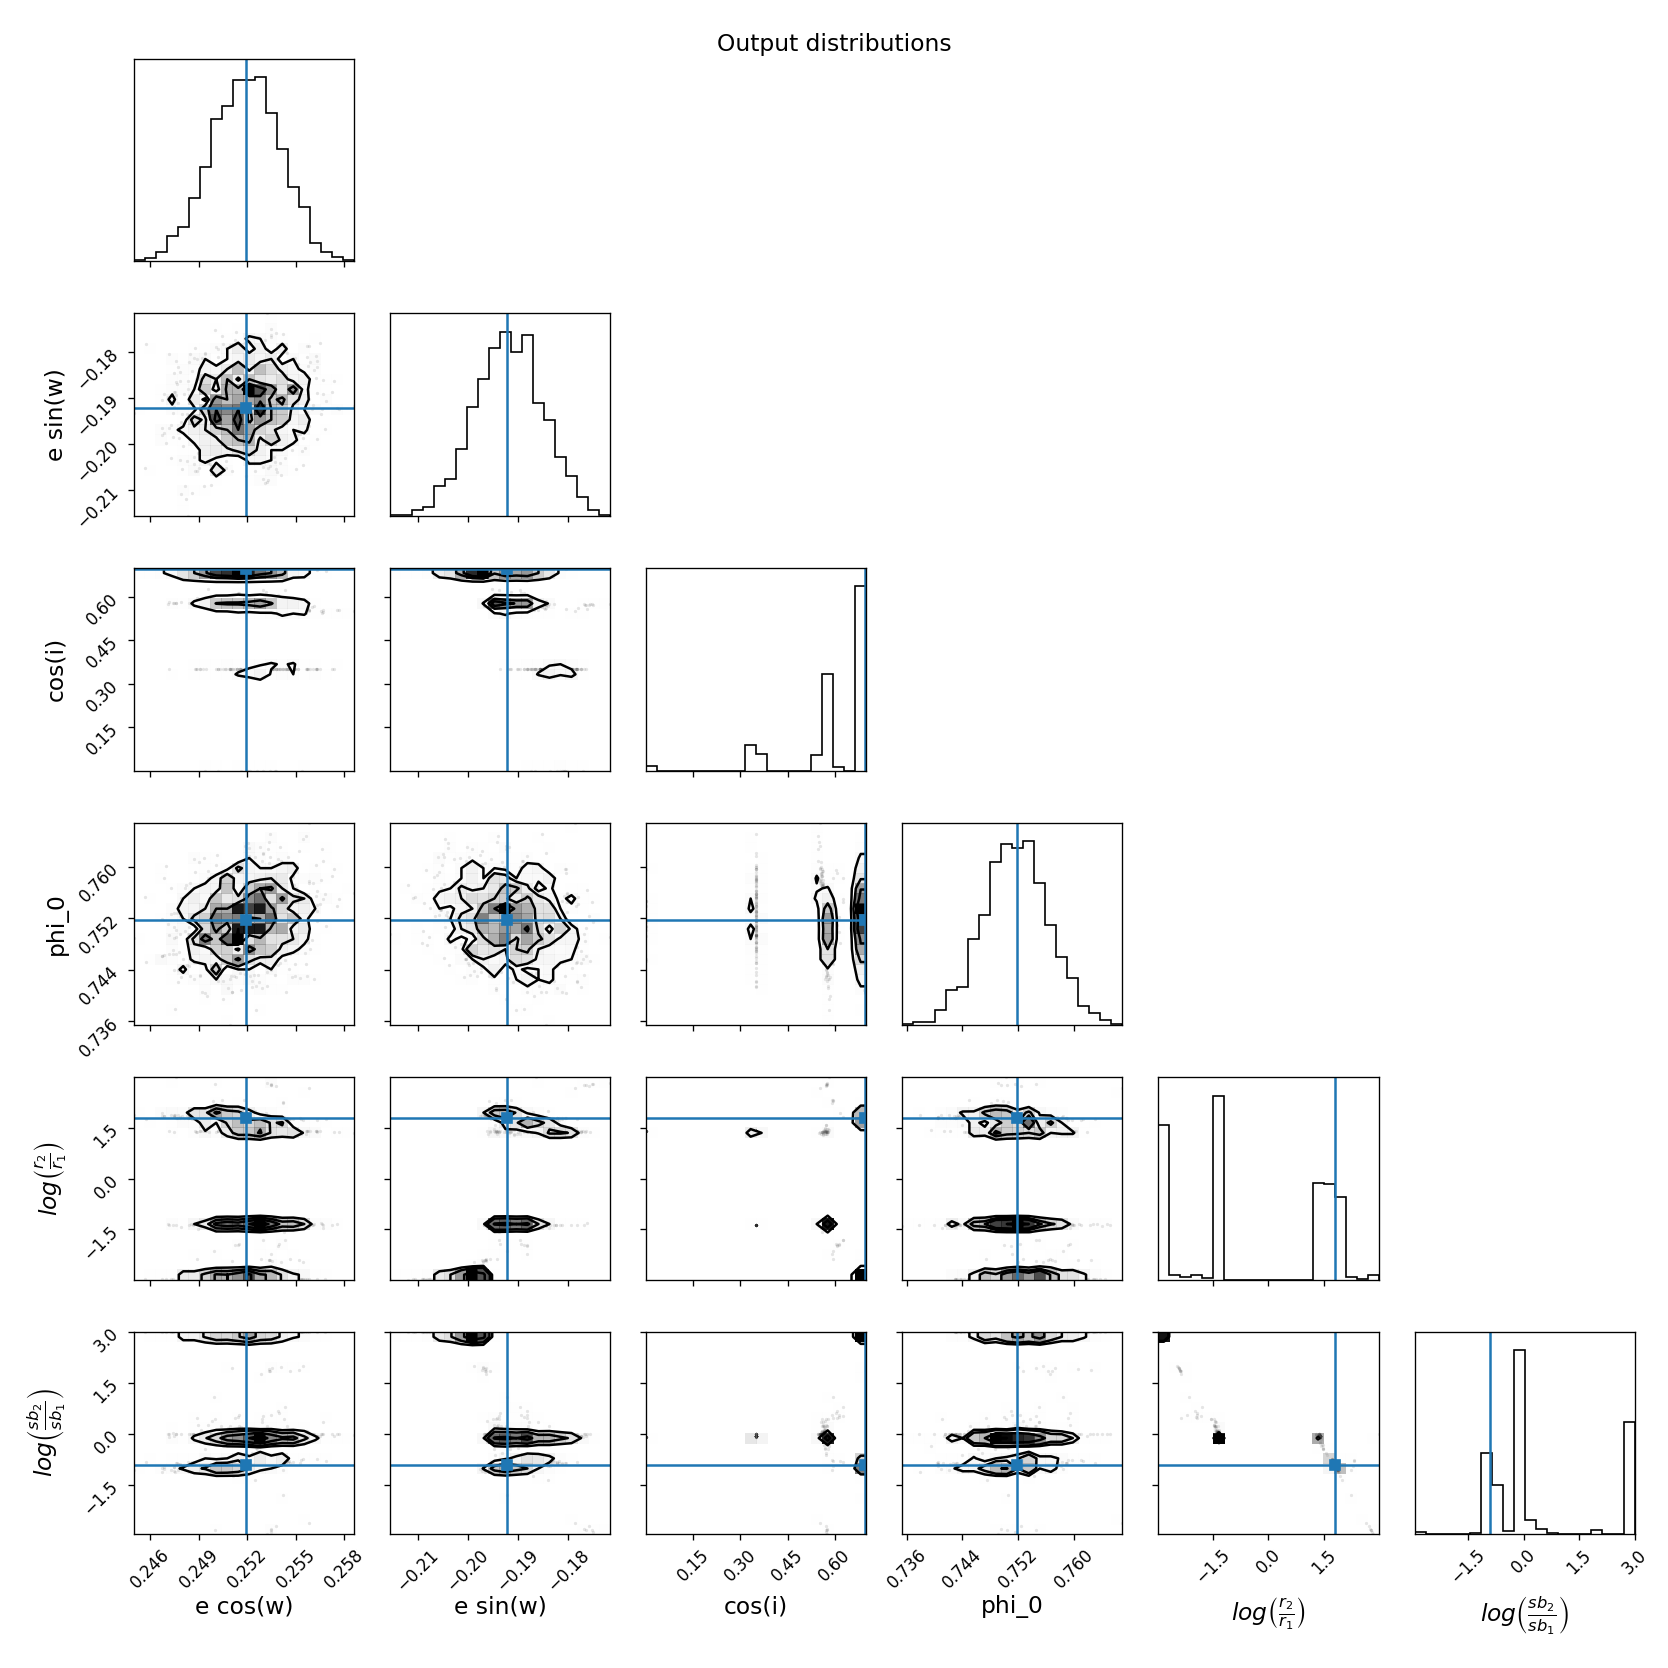 Output distributions
e sin(w)
−0.18
−0.19
−0.20
−0.21
cos(i)
0.60
0.45
0.30
0.15
phi_0
0.760
0.752
0.744
0.736
log(r₂/r₁)
1.5
0.0
−1.5
log(sb₂/sb₁)
3.0
1.5
0.0
−1.5
0.246 0.249 0.252 0.255 0.258
−0.21 −0.20 −0.19 −0.18
0.15 0.30 0.45 0.60
0.736 0.744 0.752 0.760
−1.5 0.0 1.5
−1.5 0.0 1.5 3.0
e cos(w) e sin(w) cos(i) phi_0 log(r₂/r₁) log(sb₂/sb₁)